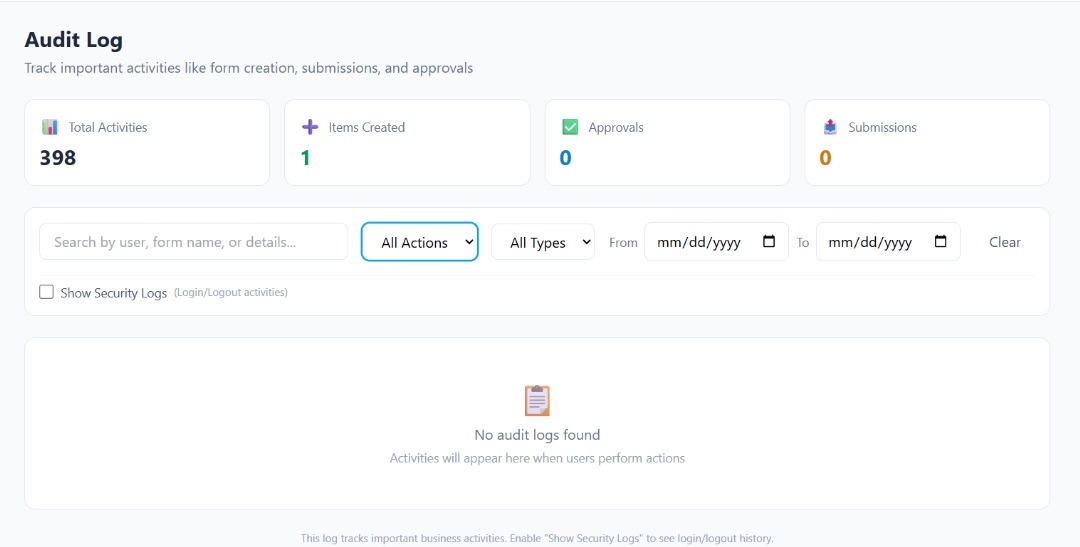 Audit Log
Track important activities like form creation, submissions, and approvals
Total Activities
398
Items Created
1
Approvals
0
Submissions
0
Search by user, form name, or details...
All Actions
All Types
From
mm/dd/yyyy
To
mm/dd/yyyy
Clear
Show Security Logs (Login/Logout activities)
No audit logs found
Activities will appear here when users perform actions
This log tracks important business activities. Enable "Show Security Logs" to see login/logout history.